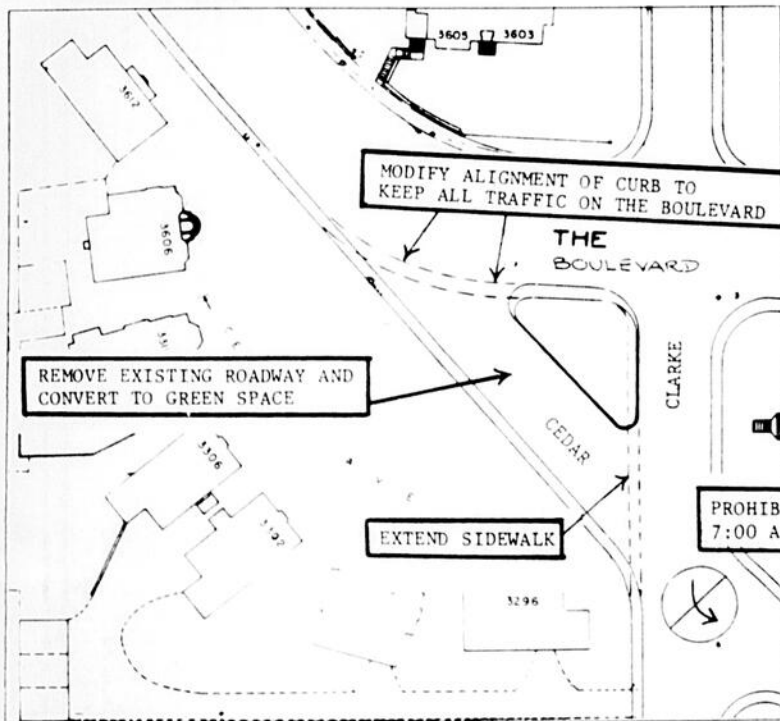 3605 3603
3612
MODIFY ALIGNMENT OF CURB TO
KEEP ALL TRAFFIC ON THE BOULEVARD
THE
BOULEVARD
3606
REMOVE EXISTING ROADWAY AND
CONVERT TO GREEN SPACE
CLARKE
CEDAR
AVE
3306
EXTEND SIDEWALK
PROHIB
7:00 A
3296